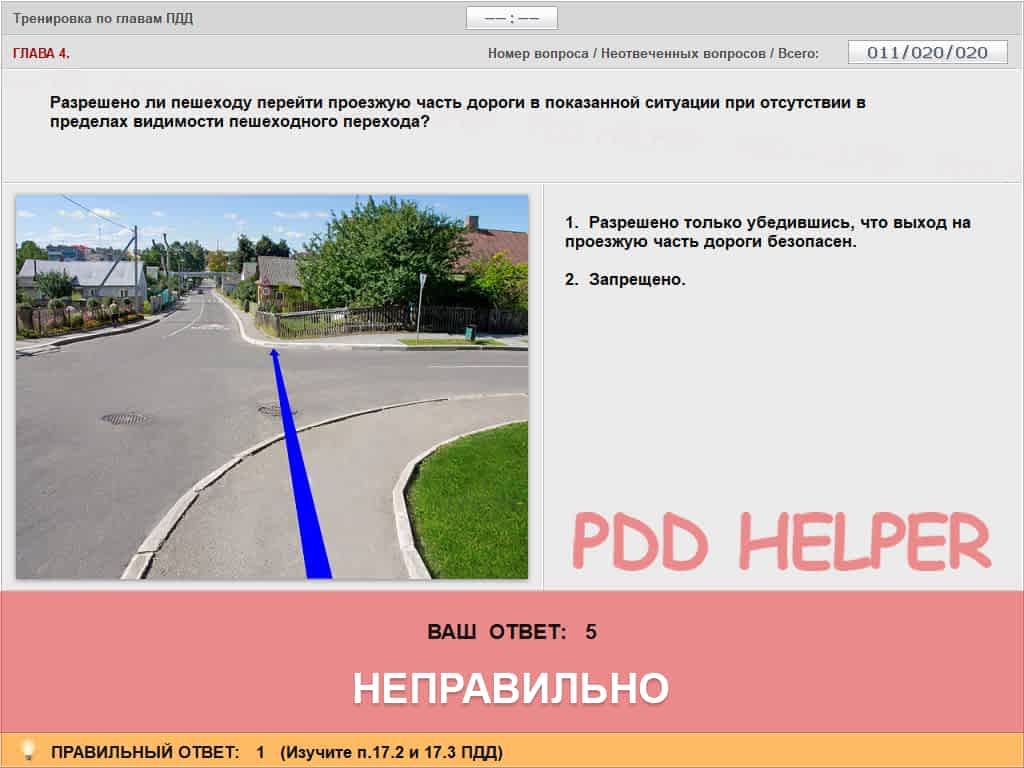 Тренировка по главам ПДД
−− : −−
ГЛАВА 4.
Номер вопроса / Неотвеченных вопросов / Всего:
011/020/020
Разрешено ли пешеходу перейти проезжую часть дороги в показанной ситуации при отсутствии в
пределах видимости пешеходного перехода?
1. Разрешено только убедившись, что выход на
проезжую часть дороги безопасен.
2. Запрещено.
PDD HELPER
ВАШ ОТВЕТ: 5
НЕПРАВИЛЬНО
ПРАВИЛЬНЫЙ ОТВЕТ: 1 (Изучите п.17.2 и 17.3 ПДД)